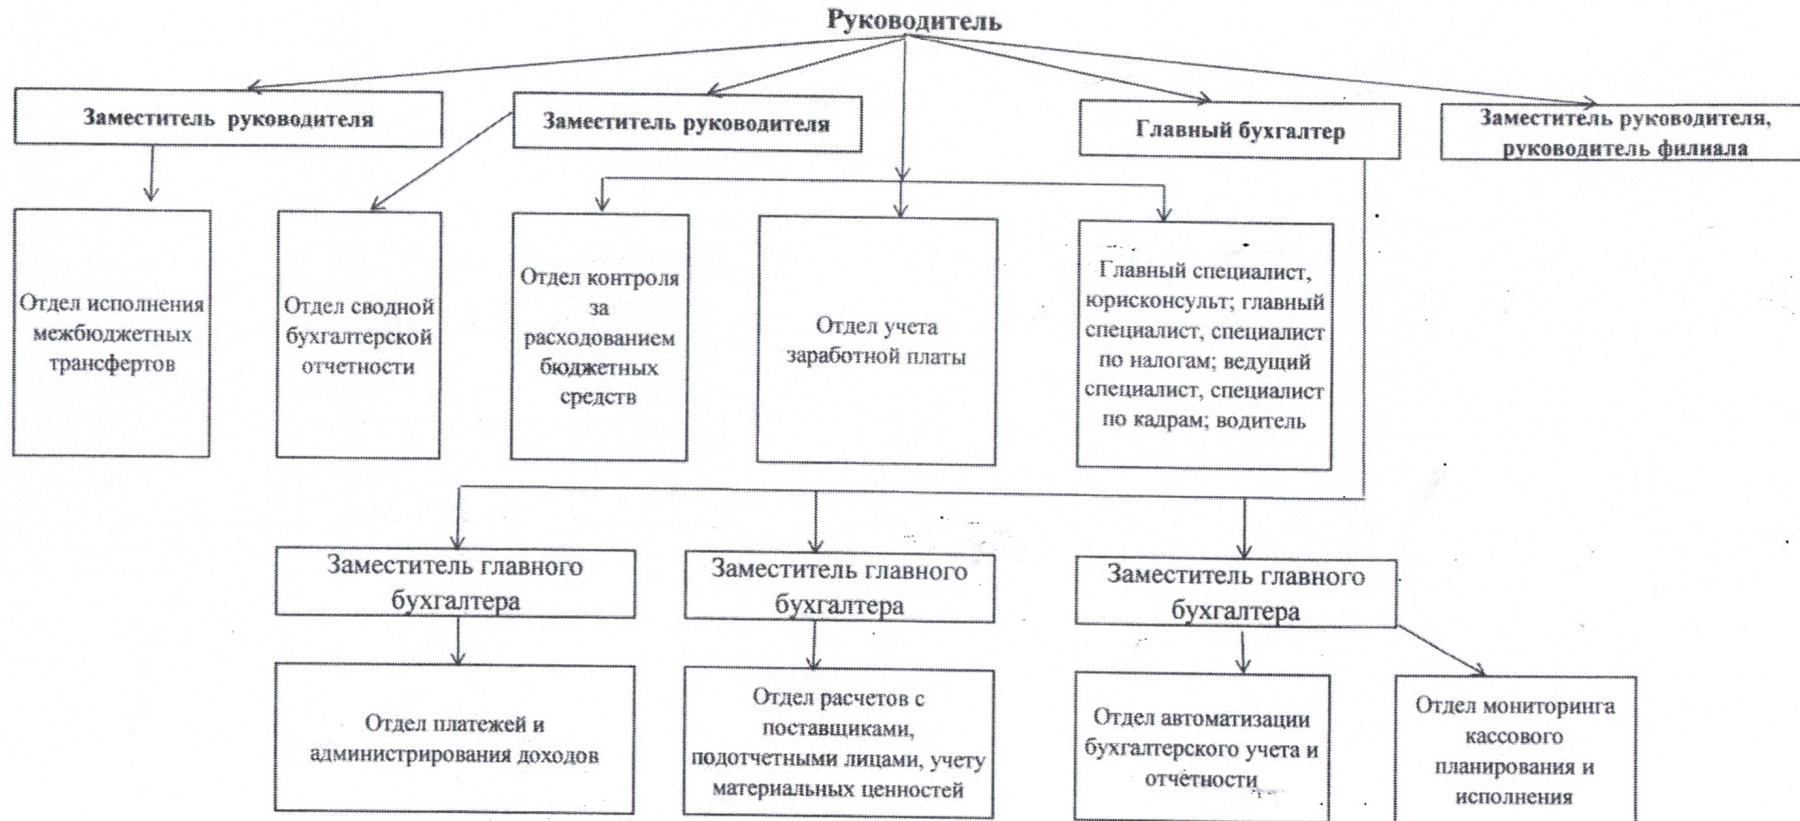 Руководитель
Заместитель руководителя
Заместитель руководителя
Главный бухгалтер
Заместитель руководителя,
руководитель филиала
Отдел исполнения
межбюджетных
трансфертов
Отдел сводной
бухгалтерской
отчетности
Отдел контроля
за
расходованием
бюджетных
средств
Отдел учета
заработной платы
Главный специалист,
юрисконсульт; главный
специалист, специалист
по налогам; ведущий
специалист, специалист
по кадрам; водитель
Заместитель главного
бухгалтера
Заместитель главного
бухгалтера
Заместитель главного
бухгалтера
Отдел платежей и
администрирования доходов
Отдел расчетов с
поставщиками,
подотчетными лицами, учету
материальных ценностей
Отдел автоматизации
бухгалтерского учета и
отчетности
Отдел мониторинга
кассового
планирования и
исполнения